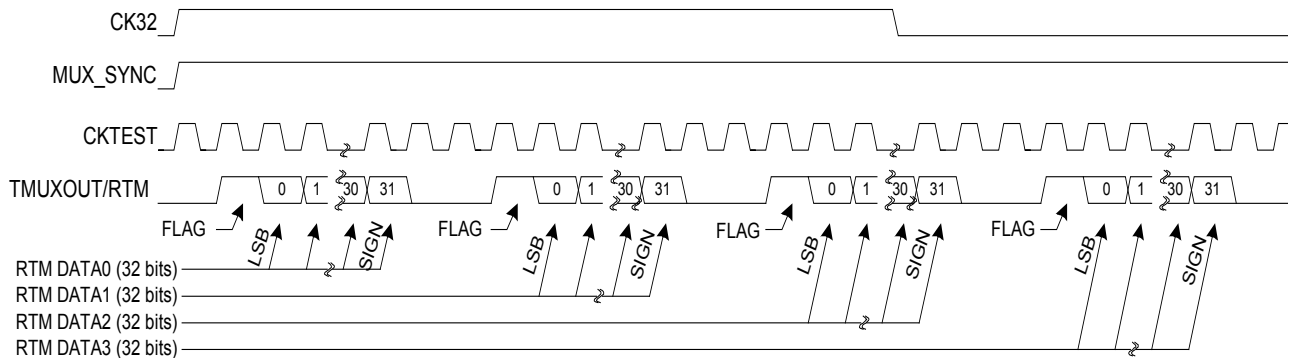 CK32
MUX_SYNC
CKTEST
TMUXOUT/RTM
0 1 30 31
0 1 30 31
0 1 30 31
0 1 30 31
FLAG
FLAG
FLAG
FLAG
LSB SIGN
LSB SIGN
LSB SIGN
LSB SIGN
RTM DATA0 (32 bits)
RTM DATA1 (32 bits)
RTM DATA2 (32 bits)
RTM DATA3 (32 bits)